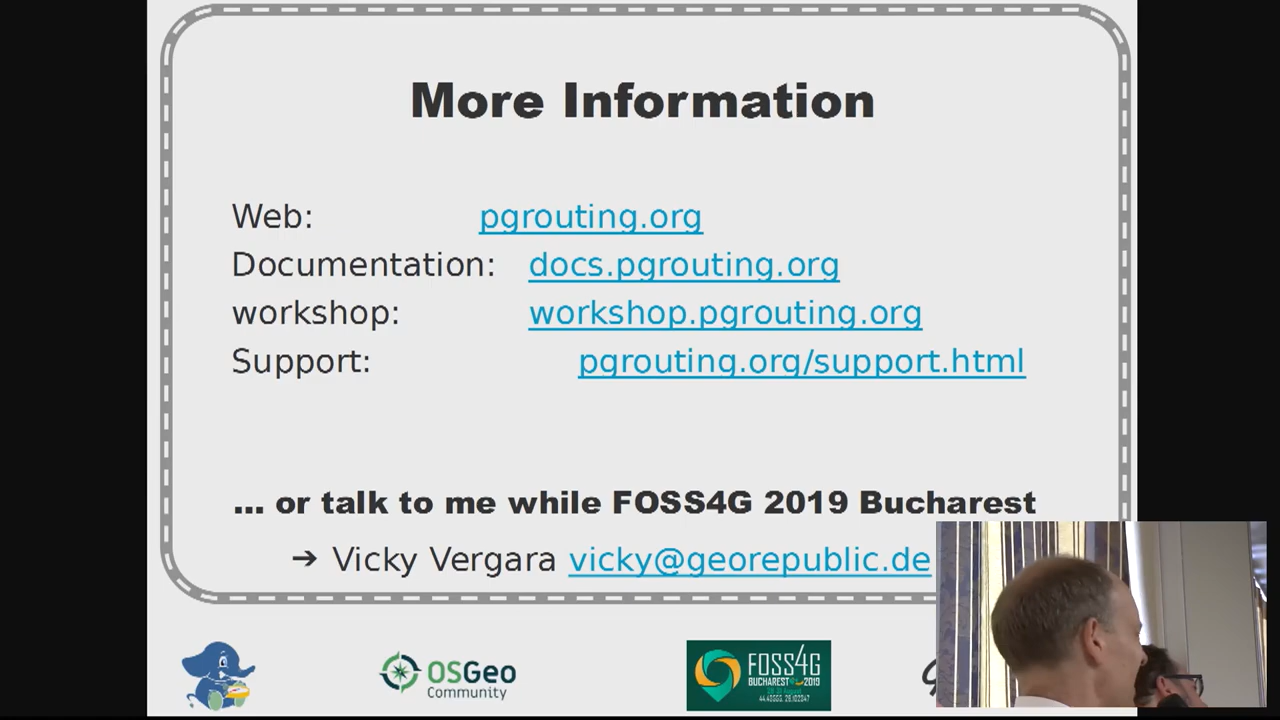 More Information
Web: pgrouting.org
Documentation: docs.pgrouting.org
workshop: workshop.pgrouting.org
Support: pgrouting.org/support.html
... or talk to me while FOSS4G 2019 Bucharest
➔ Vicky Vergara vicky@georepublic.de
OSGeo
Community
FOSS4G
BUCHAREST 2019